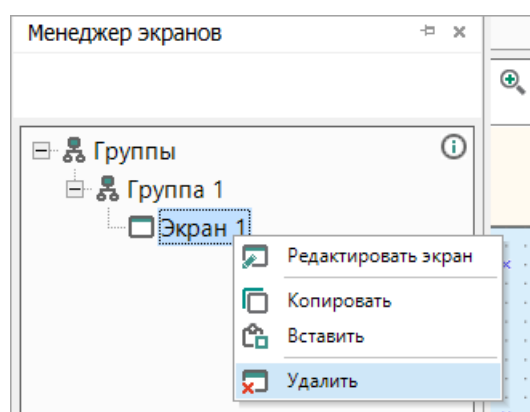 Менеджер экранов
Группы
Группа 1
Экран 1
Редактировать экран
Копировать
Вставить
Удалить